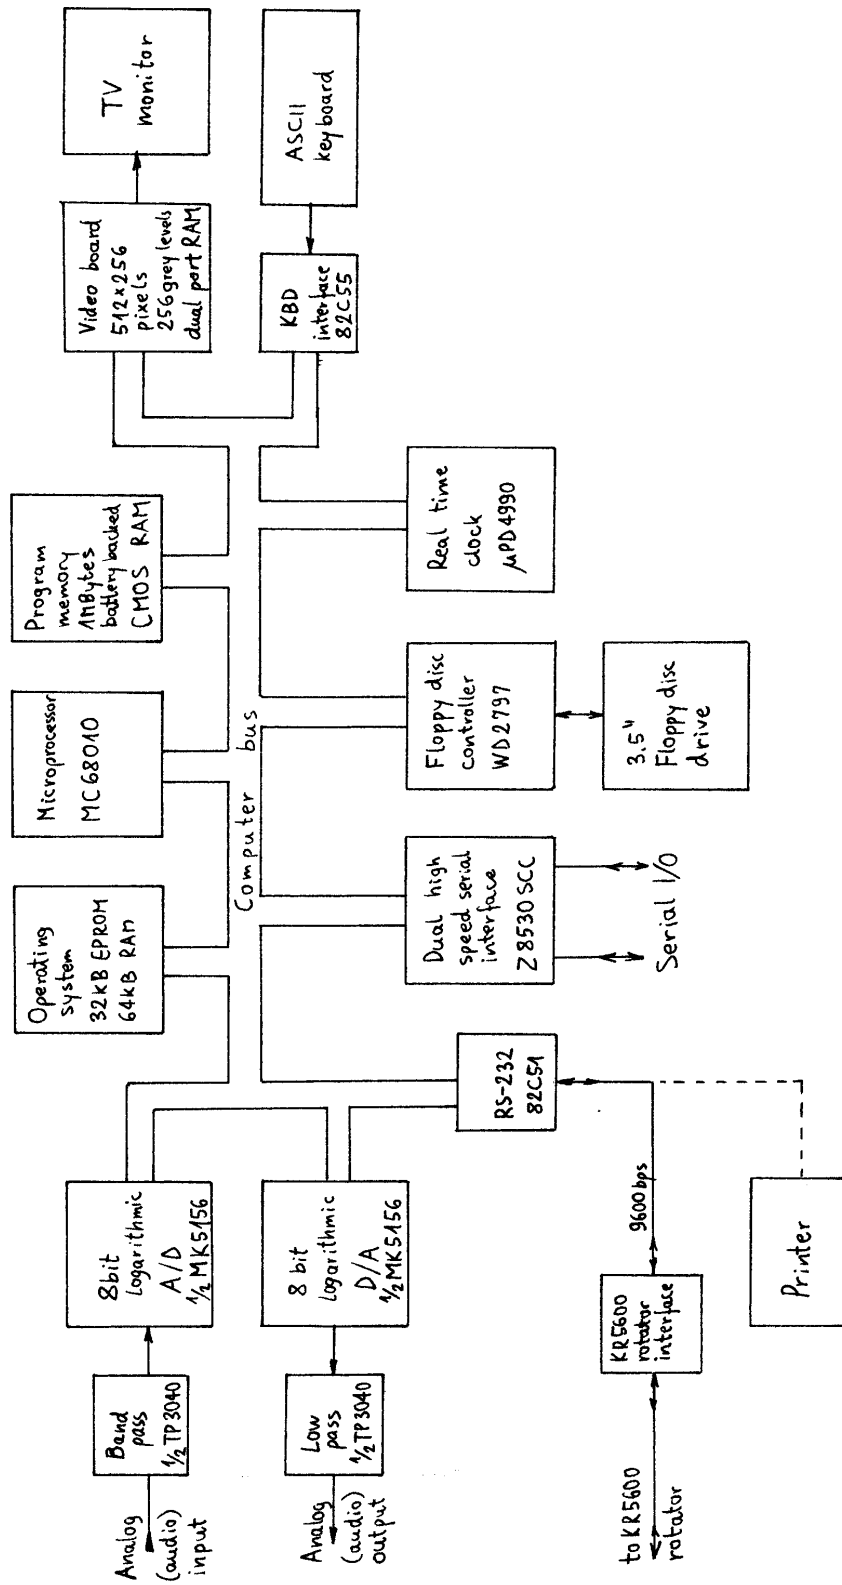 Operating
system
32kB EPROM
64kB RAM
Microprocessor
MC68010
Program
memory
1MBytes
battery backed
CMOS RAM
Analog
(audio)
input
Band
pass
1/2 TP3040
8bit
logarithmic
A/D
1/2 MK5156
Video board
512×256
pixels
256 grey levels
dual port RAM
TV
monitor
Computer bus
Analog
(audio)
output
Low
pass
1/2 TP3040
8 bit
logarithmic
D/A
1/2 MK5156
KBD
interface
82C55
ASCII
keyboard
RS-232
82C51
Dual high
speed serial
interface
Z8530 SCC
Floppy disc
controller
WD2797
Real time
clock
μPD4990
to KR5600
rotator
KR5600
rotator
interface
9600bps
Serial I/O
3.5"
Floppy disc
drive
Printer